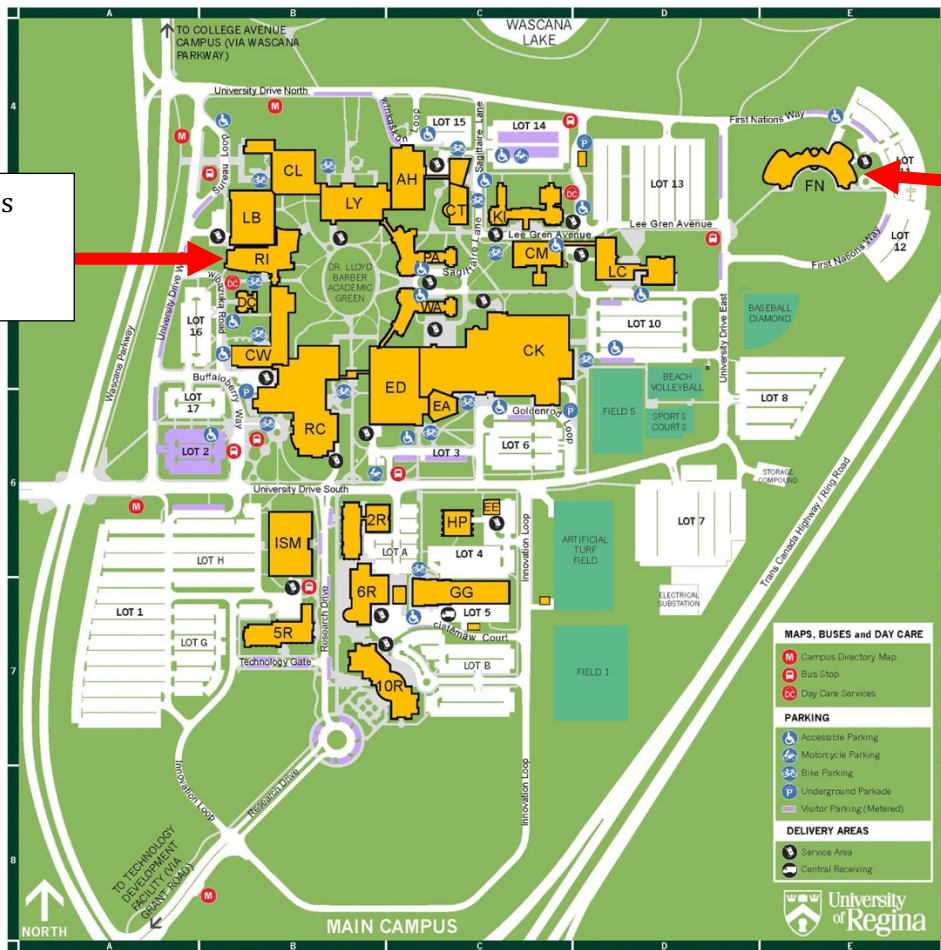 A
B
C
D
E
WASCANA
LAKE
TO COLLEGE AVENUE
CAMPUS (VIA WASCANA
PARKWAY)
4
University Drive North
Winkaskon Loop
LOT 15
Sagittaire Lane
LOT 14
First Nations Way
Sureau Loop
CL
LY
AH
CT
KI
LOT 13
FN
LOT
11
s
LB
RI
DR. LLOYD
BARBER
ACADEMIC
GREEN
PA
Lee Gren Avenue
Lee Gren Avenue
CM
LC
LOT
12
First Nations Way
DC
DC
WA
LOT
16
LOT 10
BASEBALL
DIAMOND
University Drive East
Wascana Parkway
CW
ED
CK
EA
RC
Buffaloberry Way
LOT
17
LOT 2
BEACH
VOLLEYBALL
SPORTS
COURTS
FIELD 5
LOT 8
Goldenrod Loop
LOT 6
LOT 3
6
University Drive South
STORAGE
COMPOUND
LOT 7
Trans Canada Highway / Ring Road
ISM
2R
LOT A
HP
EE
LOT 4
Innovation Loop
ARTIFICIAL
TURF
FIELD
LOT H
LOT 1
LOT G
5R
6R
GG
LOT 5
cistemaw Court
ELECTRICAL
SUBSTATION
Research Drive
Technology Gate
LOT B
10R
7
FIELD 1
Innovation Loop
Research Drive
Innovation Loop
8
TO TECHNOLOGY
DEVELOPMENT
FACILITY (VIA
GRANT ROAD)
NORTH
MAIN CAMPUS
MAPS, BUSES and DAY CARE
M Campus Directory Map
Bus Stop
DC Day Care Services
PARKING
Accessible Parking
Motorcycle Parking
Bike Parking
P Underground Parkade
Visitor Parking (Metered)
DELIVERY AREAS
Service Area
Central Receiving
University
of Regina
A
B
C
D
E